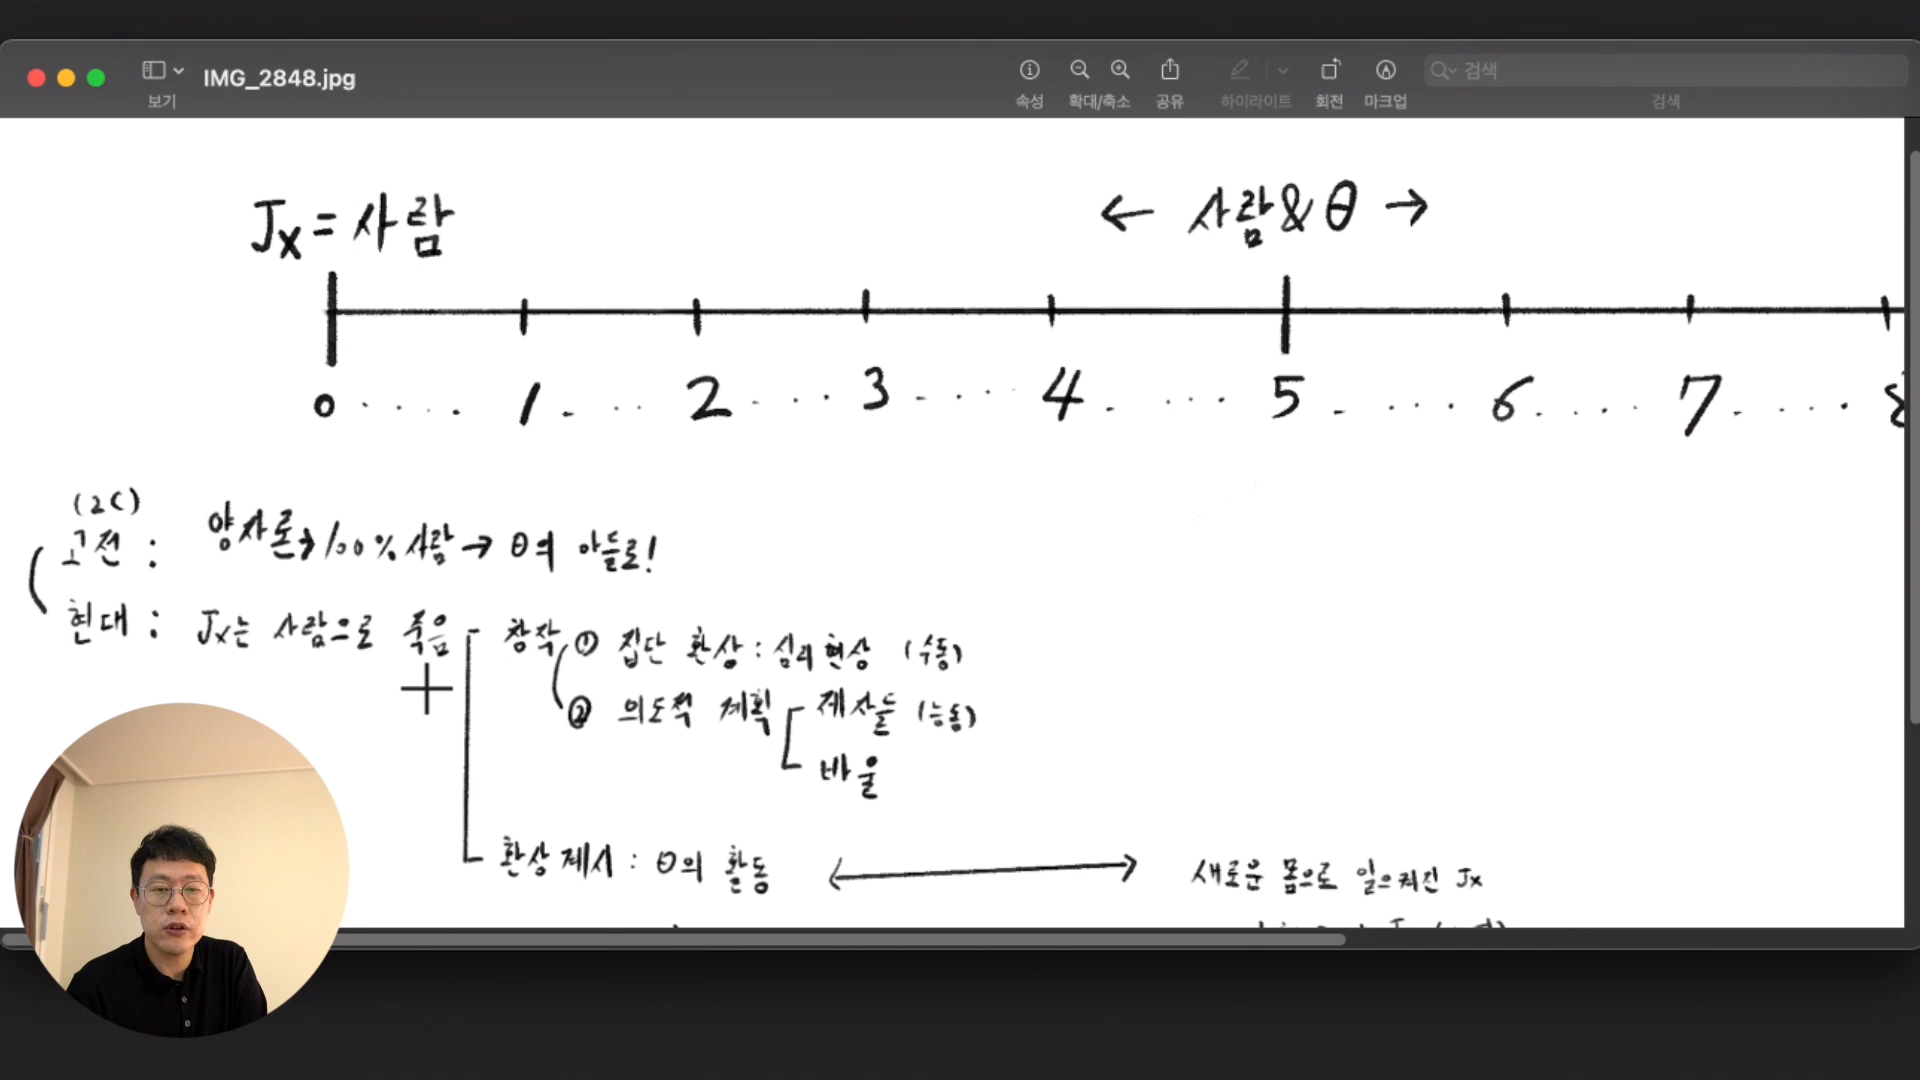 IMG_2848.jpg
보기
속성
확대/축소
공유
하이라이트
회전
마크업
검색
검색
Jx = 사람
← 사람 & θ →
0 . . . . 1 . . . 2 . . . 3 . . . . 4 . . . . 5 . . . . 6 . . . . 7 . . . . 8
(2C)
고전 : 양자론 → 100% 사람 → θ의 아들로!
현대 : Jx는 사람으로 죽음
창작 ① 집단 환상 : 심리 현상 (수동)
② 의도적 계획
제자들 (능동)
바울
환상 제시 : θ의 활동
새로운 몸으로 일으켜진 Jx